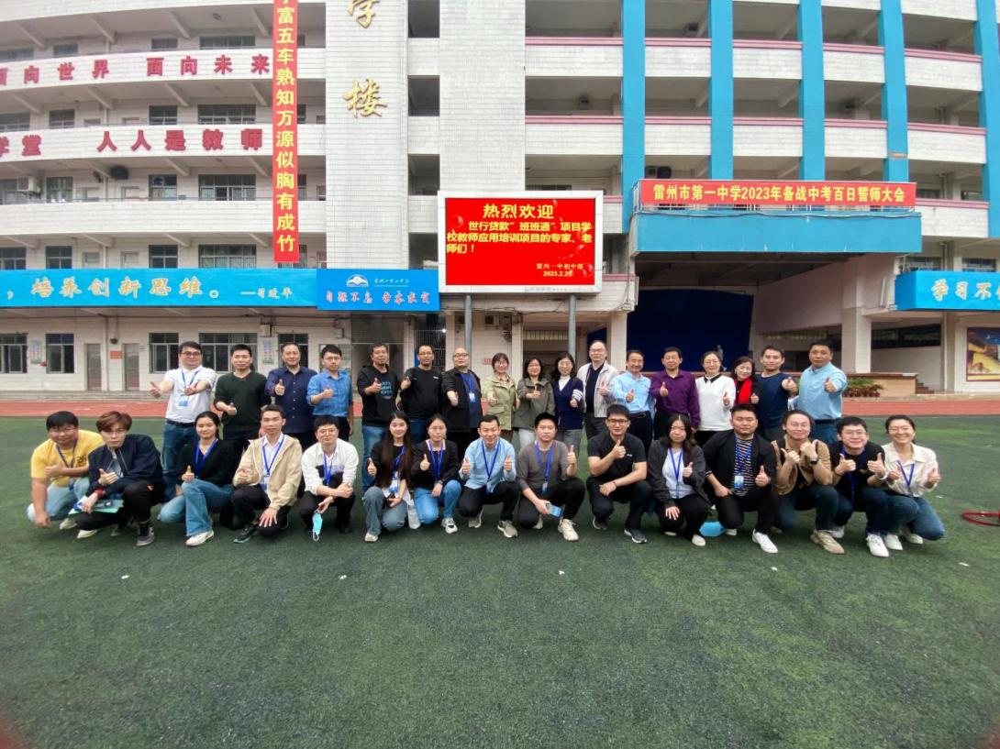 学
楼
富五车熟知万源似胸有成竹
面向世界 面向未来
学堂 人人是教师
，培养创新思维。 —习近平
自强不息
热烈欢迎
世行贷款”班班通”项目学
校教师应用培训项目的专家、老
师们！
雷州一中初中部
2023.2.25
雷州市第一中学2023年备战中考百日誓师大会
学习不